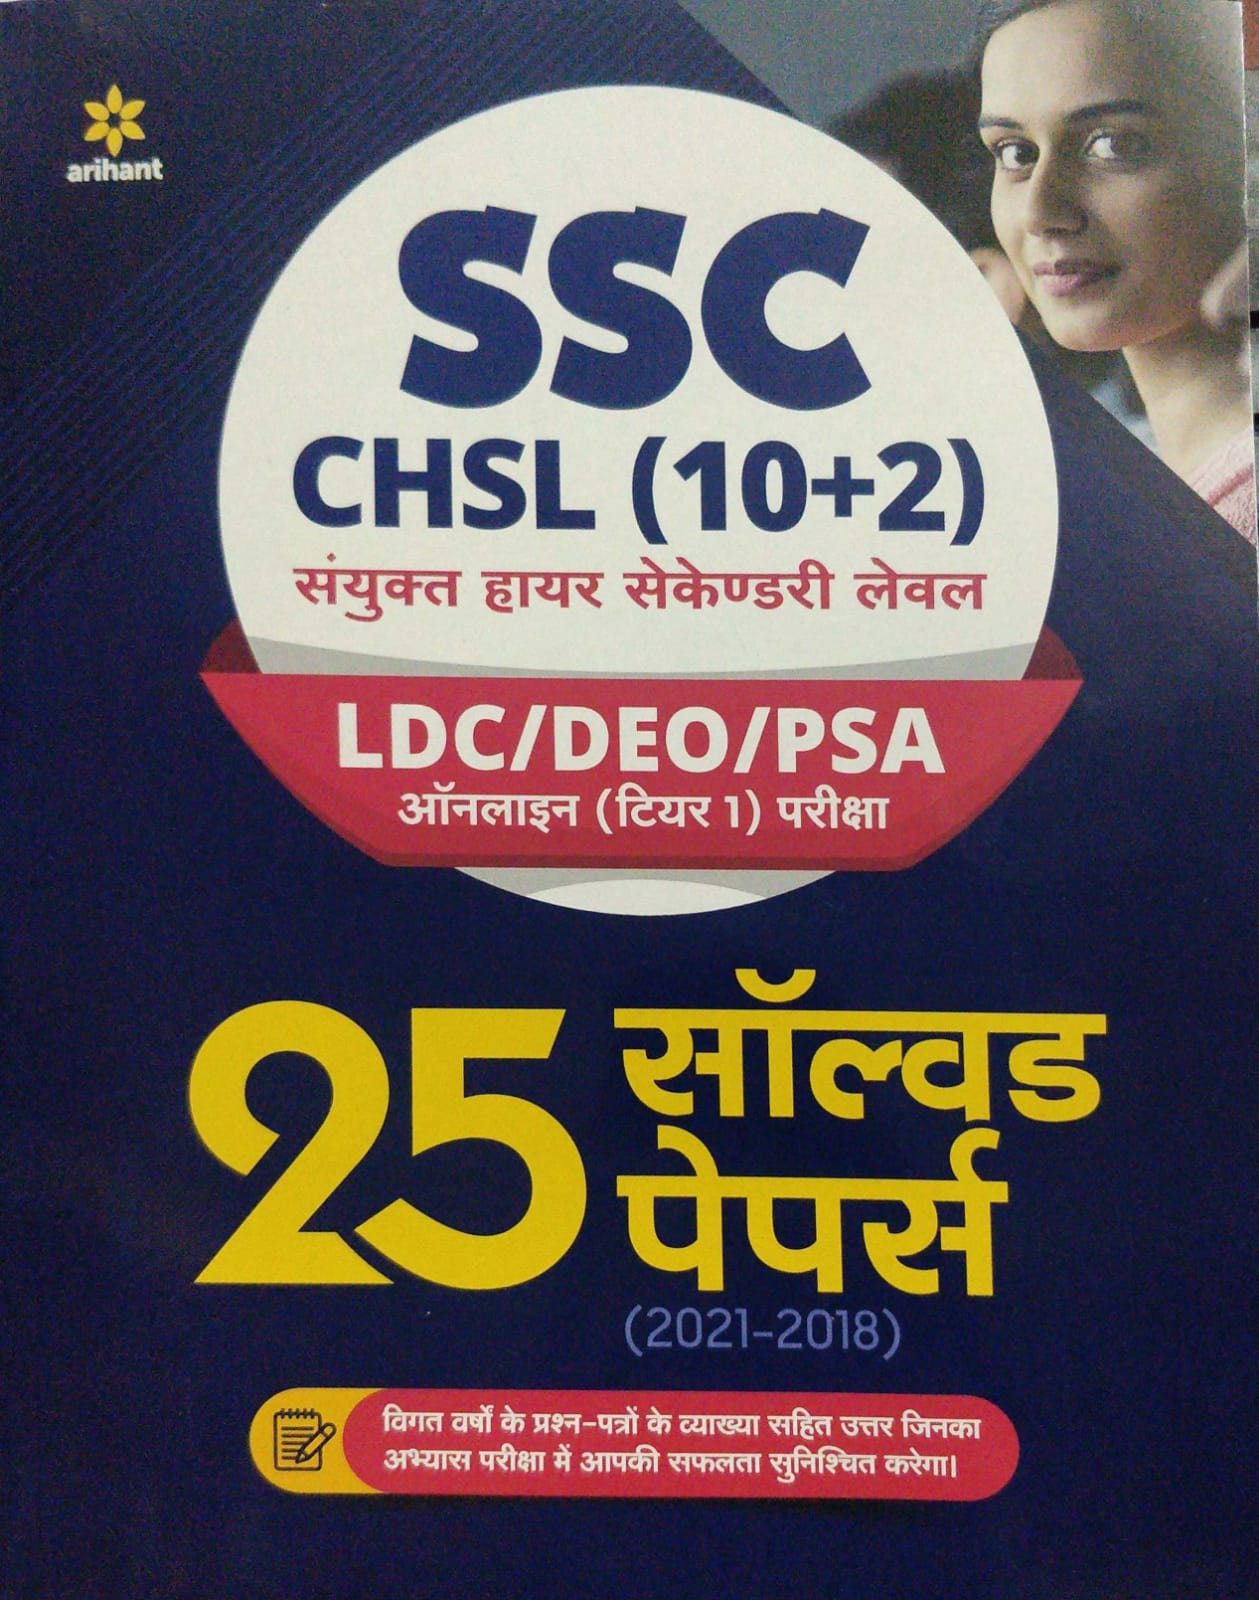 arihant
SSC
CHSL (10+2)
संयुक्त हायर सेकेण्डरी लेवल
LDC/DEO/PSA
ऑनलाइन (टियर 1) परीक्षा
25 सॉल्वड
पेपर्स
(2021-2018)
विगत वर्षों के प्रश्न-पत्रों के व्याख्या सहित उत्तर जिनका
अभ्यास परीक्षा में आपकी सफलता सुनिश्चित करेगा।